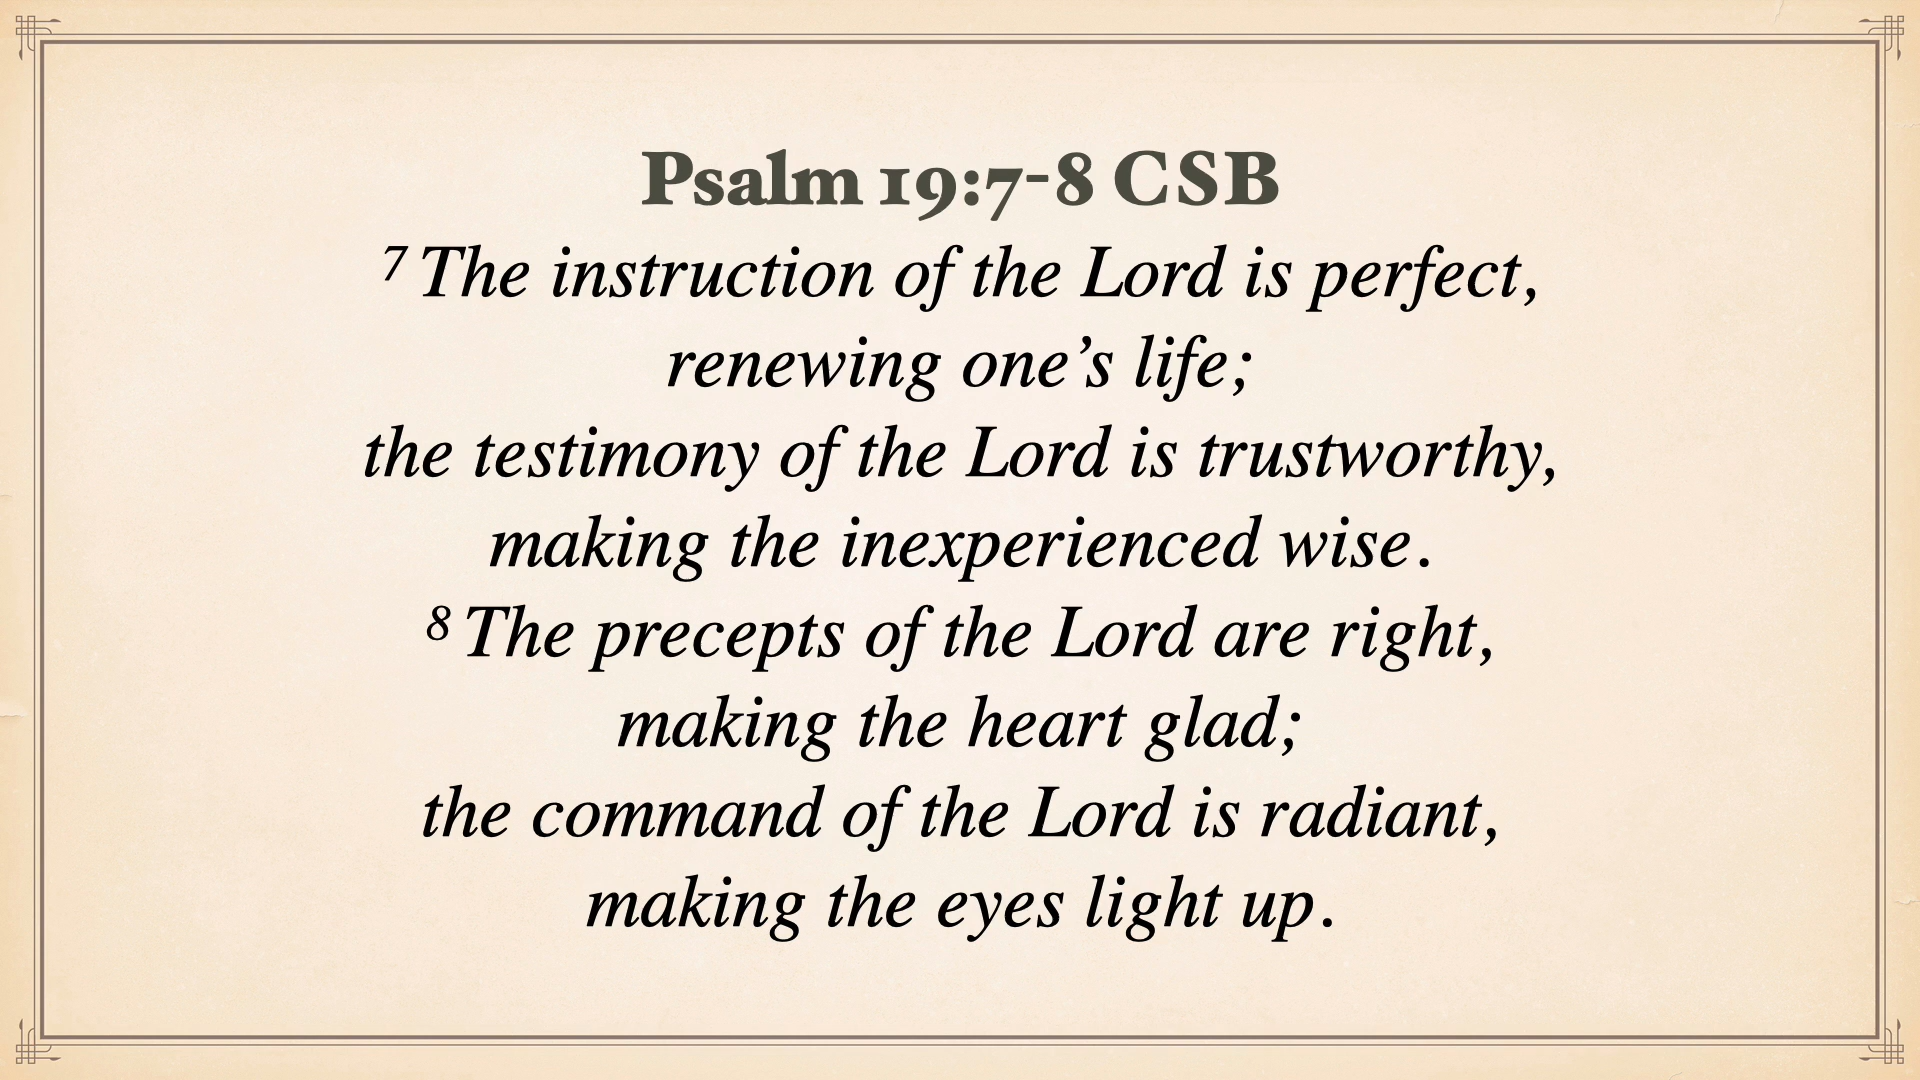 Psalm 19:7-8 CSB
7 The instruction of the Lord is perfect,
renewing one’s life;
the testimony of the Lord is trustworthy,
making the inexperienced wise.
8 The precepts of the Lord are right,
making the heart glad;
the command of the Lord is radiant,
making the eyes light up.